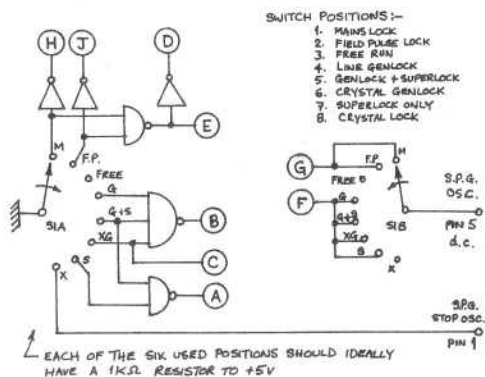 H
J
D
SWITCH POSITIONS:-
1. MAINS LOCK
2. FIELD PULSE LOCK
3. FREE RUN
4. LINE GENLOCK
5 GENLOCK + SUPERLOCK
6. CRYSTAL GENLOCK
7. SUPERLOCK ONLY
8. CRYSTAL LOCK
E
M
F.P.
FREE
G
G+S
XG
S
X
S1A
B
C
A
G
F
M
F.P.
FREE
G
G+S
XG
S
X
S1B
S.P.G.
OSC.
PIN 5
d.c.
S.P.G.
STOP OSC.
PIN 1
EACH OF THE SIX USED POSITIONS SHOULD IDEALLY
HAVE A 1KΩ RESISTOR TO +5V